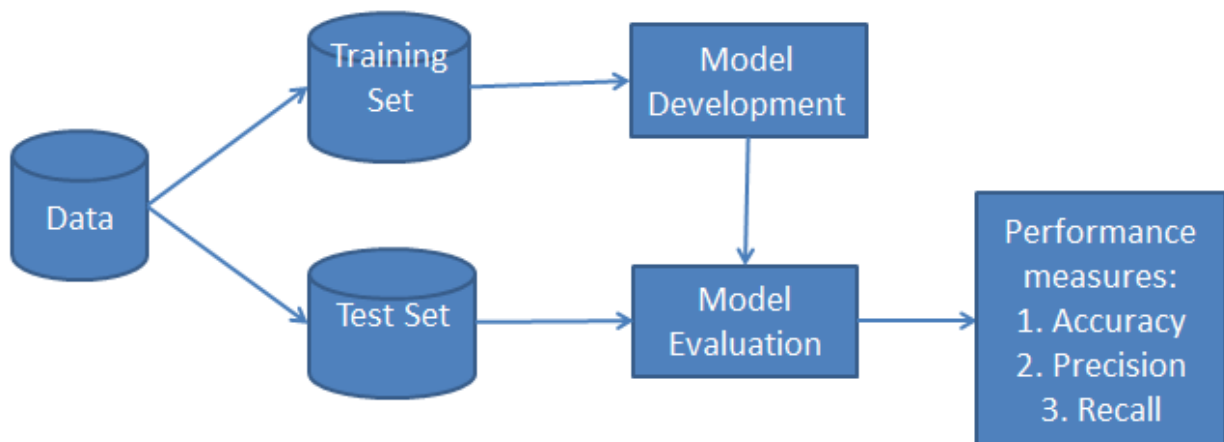 Training
Set
Model
Development
Data
Test Set
Model
Evaluation
Performance
measures:
1. Accuracy
2. Precision
3. Recall